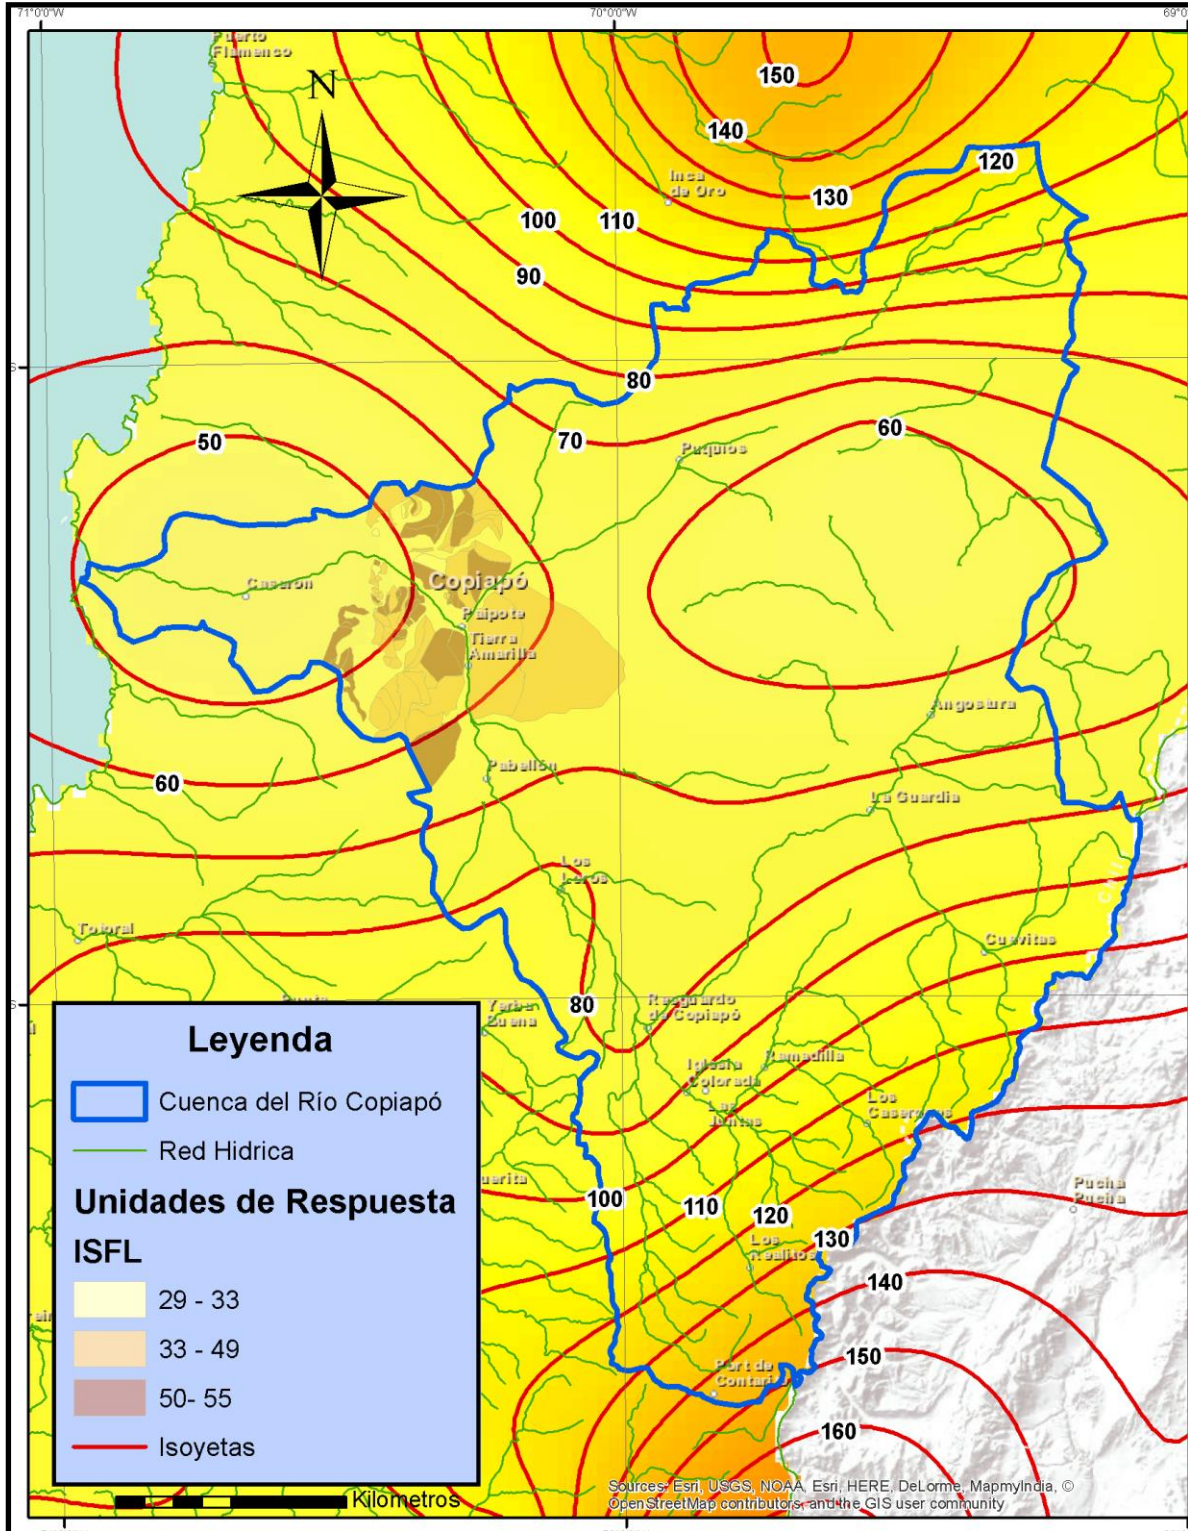 71°0'0"W
70°0'0"W
Puerto
Flamenco
N
150
140
120
Inca
de Oro
130
100
110
90
80
50
70
60
Puquios
Copiapó
Caserón
Paipote
Tierra
Amarilla
Angostura
Pabellón
60
La Guardia
Los
Loros
Totoral
Cuevitas
80
Resguardo
de Copiapó
Yerba
Buena
Iglesia
Colorada
Ramadilla
Las
Juntas
Los
Caserones
100
110
120
130
Pucha
Pucha
Los
Realitos
140
150
160
Leyenda
Cuenca del Río Copiapó
Red Hidrica
Unidades de Respuesta
ISFL
29 - 33
33 - 49
50- 55
Isoyetas
Kilometros
Sources: Esri, USGS, NOAA, Esri, HERE, DeLorme, MapmyIndia, ©
OpenStreetMap contributors, and the GIS user community